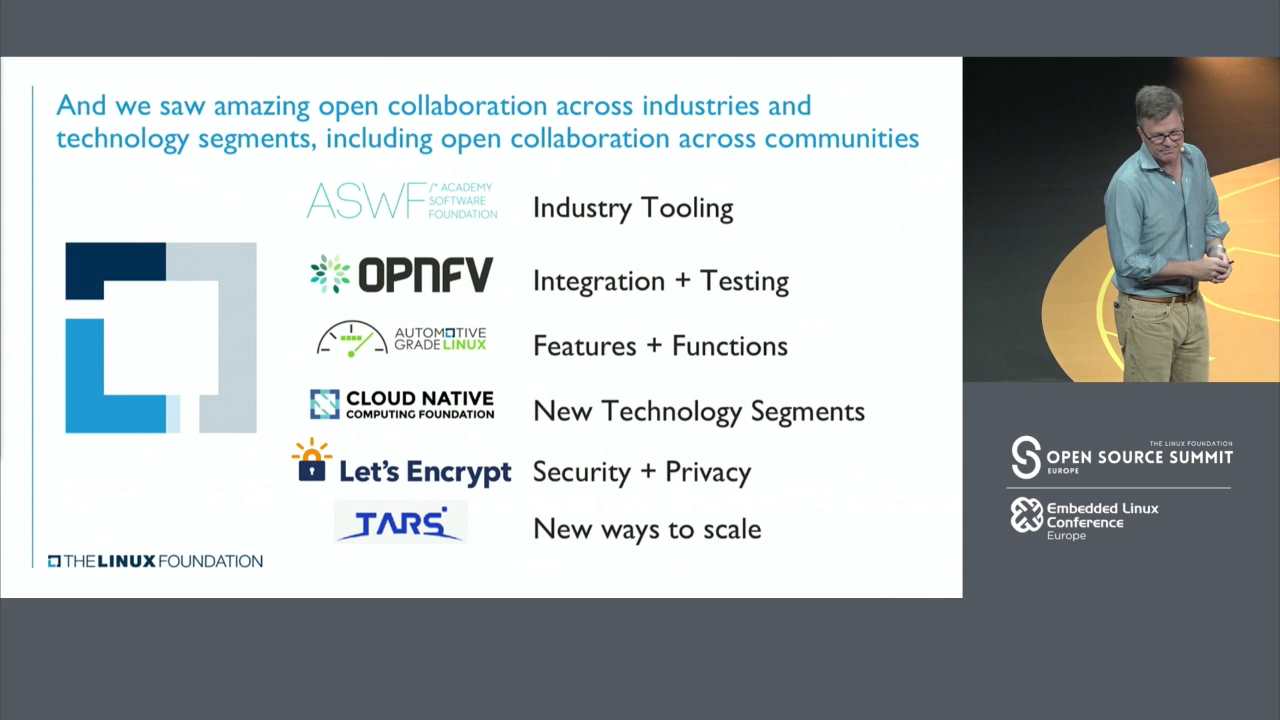 And we saw amazing open collaboration across industries and
technology segments, including open collaboration across communities
ASWF
/* ACADEMY
SOFTWARE
FOUNDATION
Industry Tooling
OPNFV
Integration + Testing
AUTOMOTIVE
GRADE LINUX
Features + Functions
CLOUD NATIVE
COMPUTING FOUNDATION
New Technology Segments
Let's Encrypt
Security + Privacy
TARS
New ways to scale
THE LINUX FOUNDATION
THE LINUX FOUNDATION
OPEN SOURCE SUMMIT
EUROPE
Embedded Linux
Conference
Europe